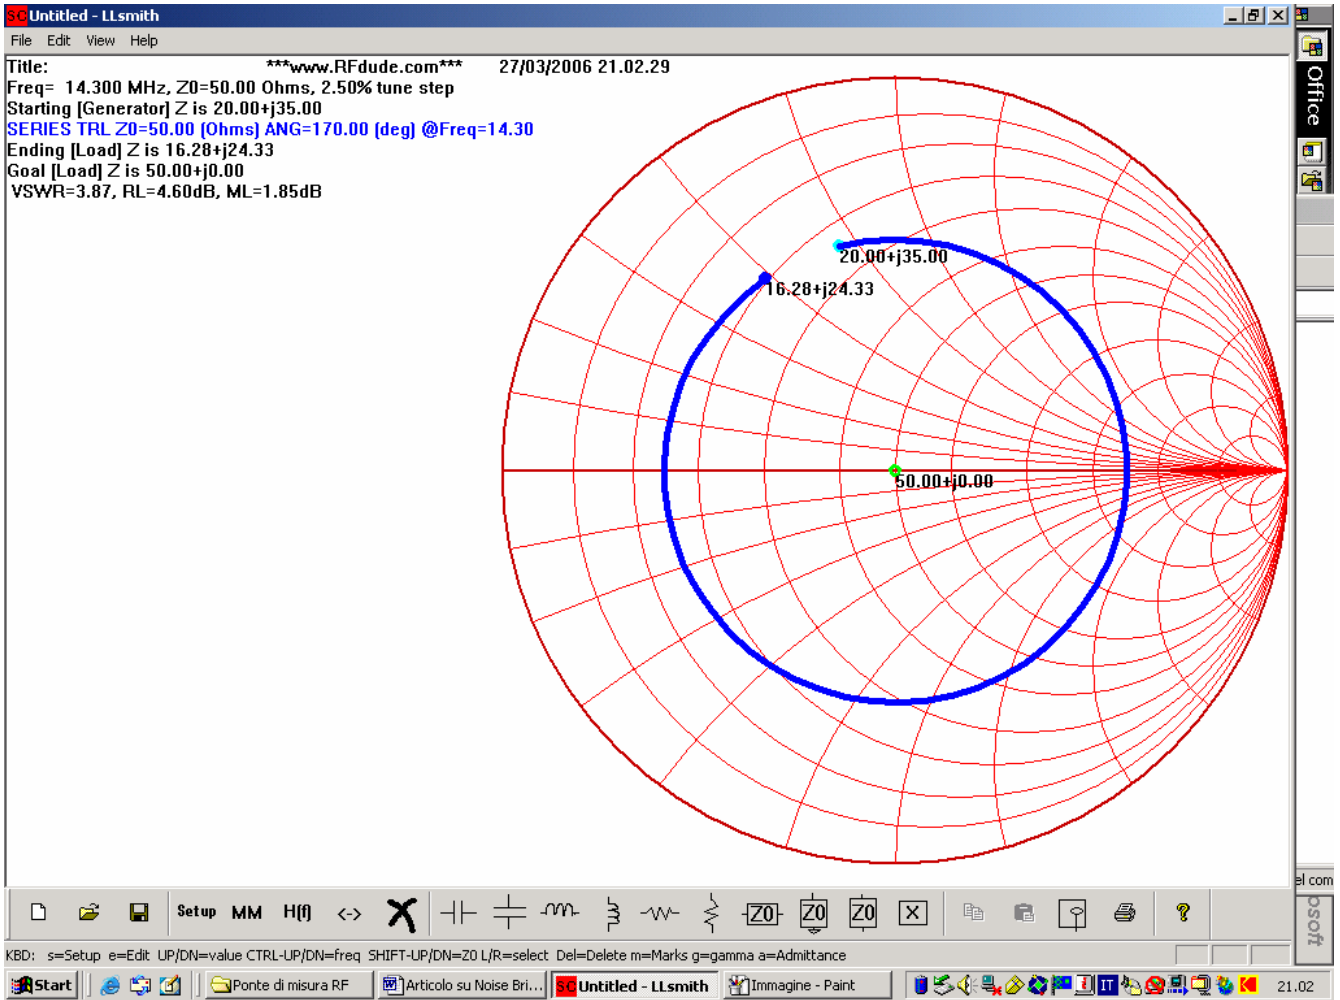 SC Untitled - LLsmith
File Edit View Help
Title: ***www.RFdude.com*** 27/03/2006 21.02.29
Freq= 14.300 MHz, Z0=50.00 Ohms, 2.50% tune step
Starting [Generator] Z is 20.00+j35.00
SERIES TRL Z0=50.00 (Ohms) ANG=170.00 (deg) @Freq=14.30
Ending [Load] Z is 16.28+j24.33
Goal [Load] Z is 50.00+j0.00
VSWR=3.87, RL=4.60dB, ML=1.85dB
20.00+j35.00
16.28+j24.33
50.00+j0.00
Office
el com
osoft
Setup MM H(f) <-> X Z0 Z0 Z0 X ?
KBD: s=Setup e=Edit UP/DN=value CTRL-UP/DN=freq SHIFT-UP/DN=Z0 L/R=select Del=Delete m=Marks g=gamma a=Admittance
Start Ponte di misura RF Articolo su Noise Bri... SC Untitled - LLsmith Immagine - Paint IT 21.02